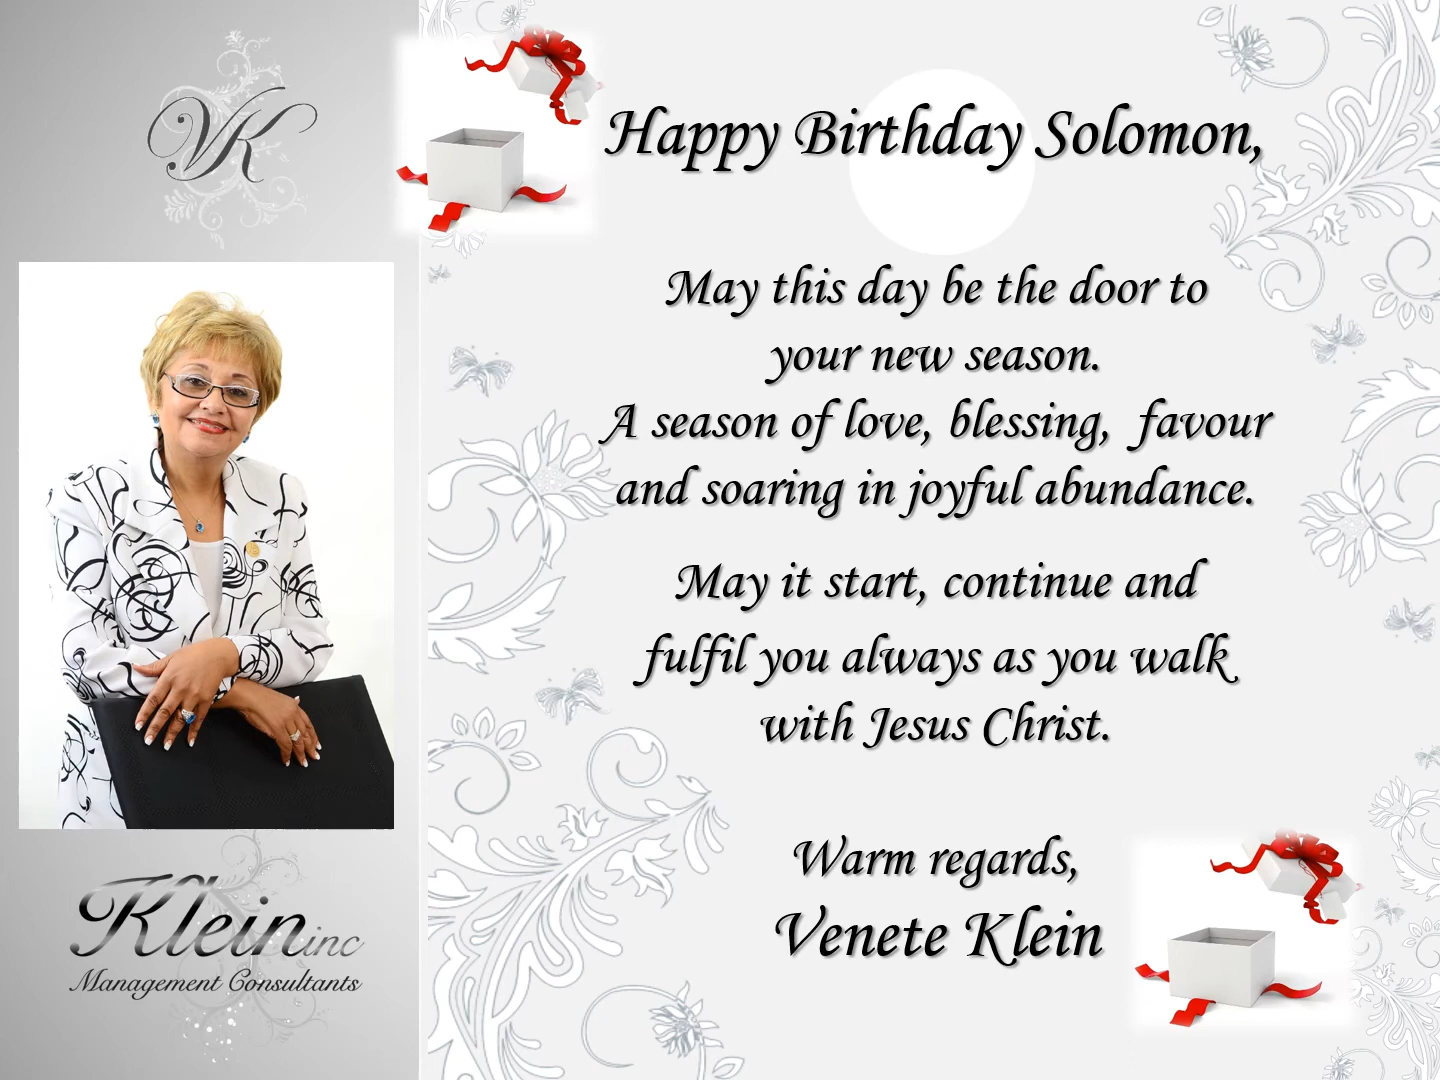 VK
Happy Birthday Solomon,
May this day be the door to
your new season.
A season of love, blessing, favour
and soaring in joyful abundance.
May it start, continue and
fulfil you always as you walk
with Jesus Christ.
Warm regards,
Venete Klein
Klein inc
Management Consultants